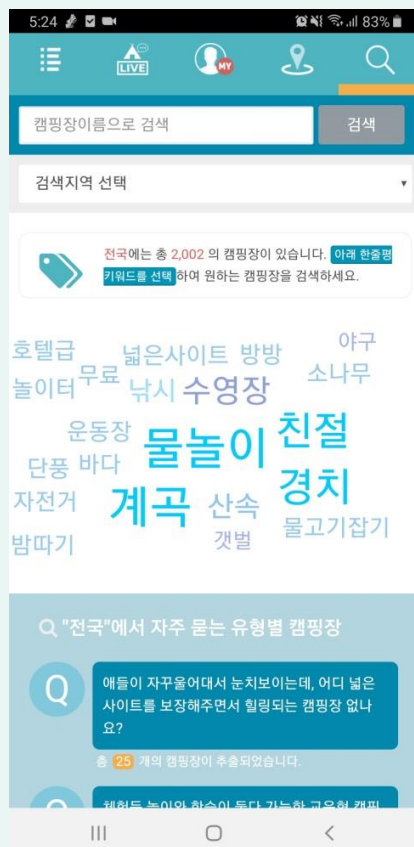 5:24 83%
LIVE MY
캠핑장이름으로 검색 검색
검색지역 선택
전국에는 총 2,002 의 캠핑장이 있습니다. 아래 한줄평
키워드를 선택 하여 원하는 캠핑장을 검색하세요.
호텔급 넓은사이트 방방 야구
놀이터 무료 낚시 수영장 소나무
운동장 물놀이 친절
단풍 바다
자전거 계곡 산속 경치
밤따기 갯벌 물고기잡기
"전국"에서 자주 묻는 유형별 캠핑장
Q 애들이 자꾸울어대서 눈치보이는데, 어디 넓은
사이트를 보장해주면서 힐링되는 캠핑장 없나
요?
총 25 개의 캠핑장이 추출되었습니다.